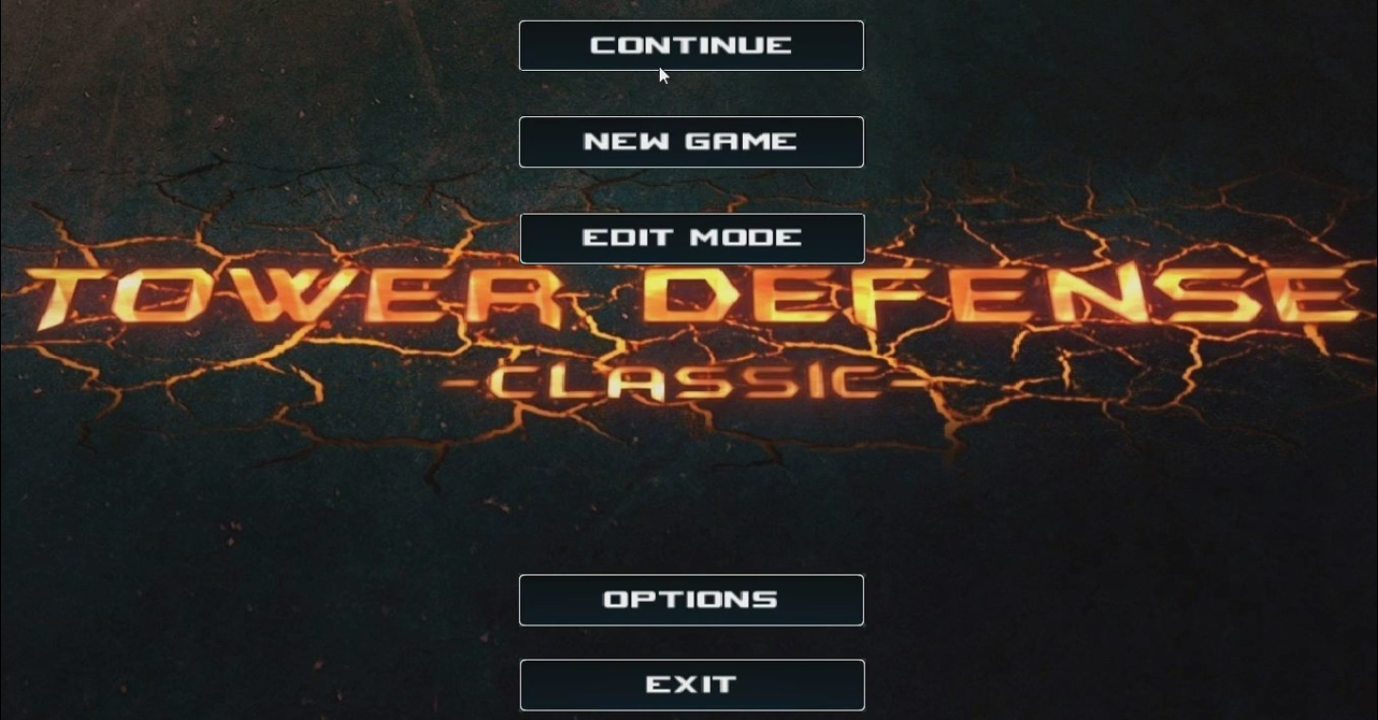 CONTINUE
NEW GAME
EDIT MODE
TOWER DEFENSE
-CLASSIC-
OPTIONS
EXIT